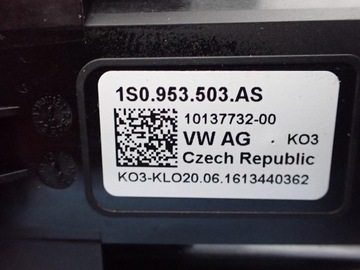 1S0.953.503.AS
10137732-00
VW AG KO3
Czech Republic
KO3-KLO20.06.1613440362